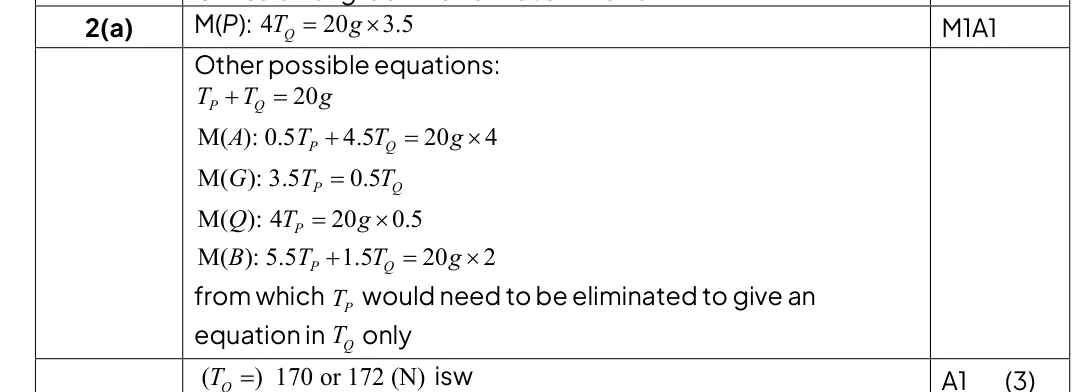 2(a) M(P): 4T_Q = 20g × 3.5 M1A1
Other possible equations:
T_P + T_Q = 20g
M(A): 0.5T_P + 4.5T_Q = 20g × 4
M(G): 3.5T_P = 0.5T_Q
M(Q): 4T_P = 20g × 0.5
M(B): 5.5T_P + 1.5T_Q = 20g × 2
from which T_P would need to be eliminated to give an
equation in T_Q only
(T_Q =) 170 or 172 (N) isw A1 (3)